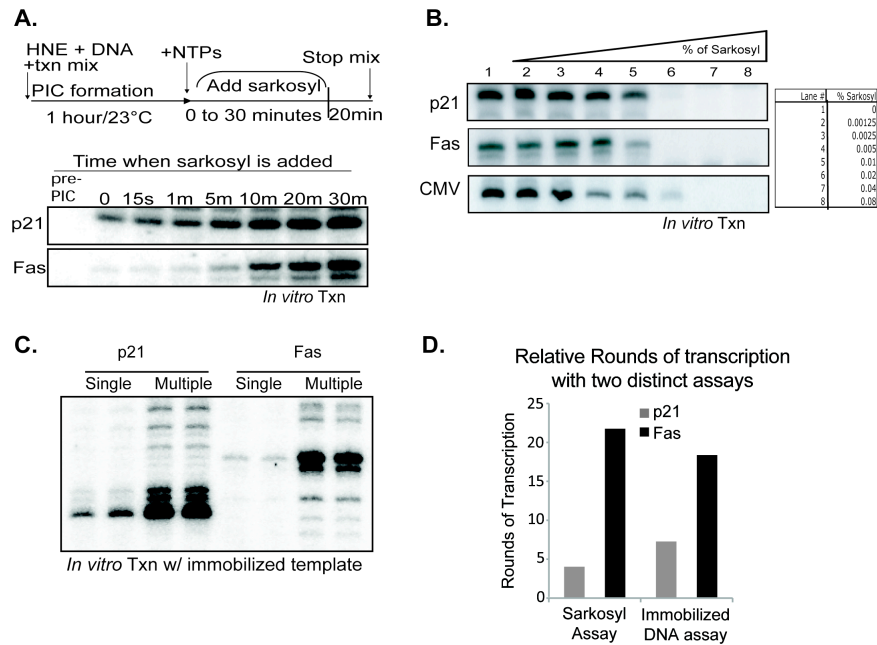 A.
HNE + DNA
+txn mix
+NTPs
Stop mix
PIC formation
Add sarkosyl
1 hour/23°C
0 to 30 minutes
20min
Time when sarkosyl is added
pre-
PIC
0 15s 1m 5m 10m 20m 30m
p21
Fas
In vitro Txn
B.
% of Sarkosyl
1 2 3 4 5 6 7 8
p21
Fas
CMV
In vitro Txn
Lane # % Sarkosyl
1 0
2 0.00125
3 0.0025
4 0.005
5 0.01
6 0.02
7 0.04
8 0.08
C.
p21 Fas
Single Multiple Single Multiple
In vitro Txn w/ immobilized template
D.
Relative Rounds of transcription
with two distinct assays
Rounds of Transcription
25
20
15
10
5
0
p21
Fas
Sarkosyl
Assay
Immobilized
DNA assay